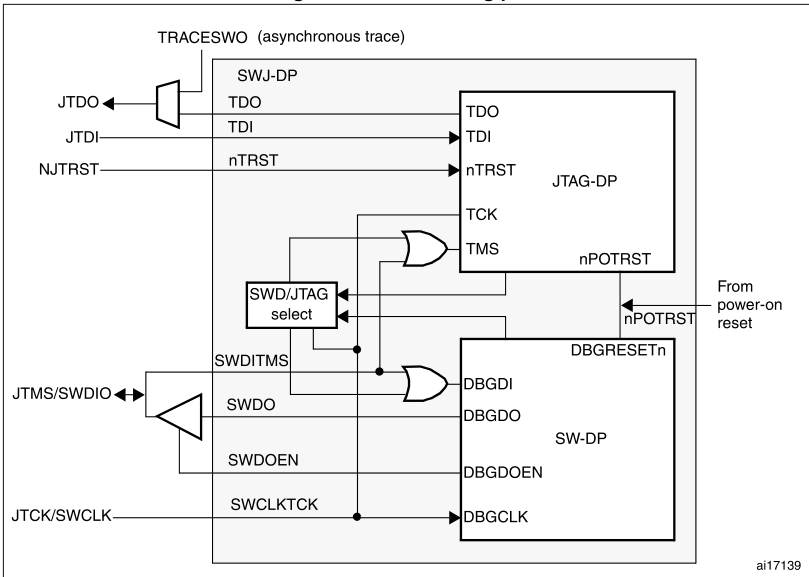 TRACESWO (asynchronous trace)
SWJ-DP
JTDO
TDO
TDO
JTDI
TDI
TDI
NJTRST
nTRST
nTRST
JTAG-DP
TCK
TMS
nPOTRST
SWD/JTAG
select
From
power-on
reset
nPOTRST
DBGRESETn
SWDITMS
JTMS/SWDIO
DBGDI
SWDO
DBGDO
SW-DP
SWDOEN
DBGDOEN
JTCK/SWCLK
SWCLKTCK
DBGCLK
ai17139